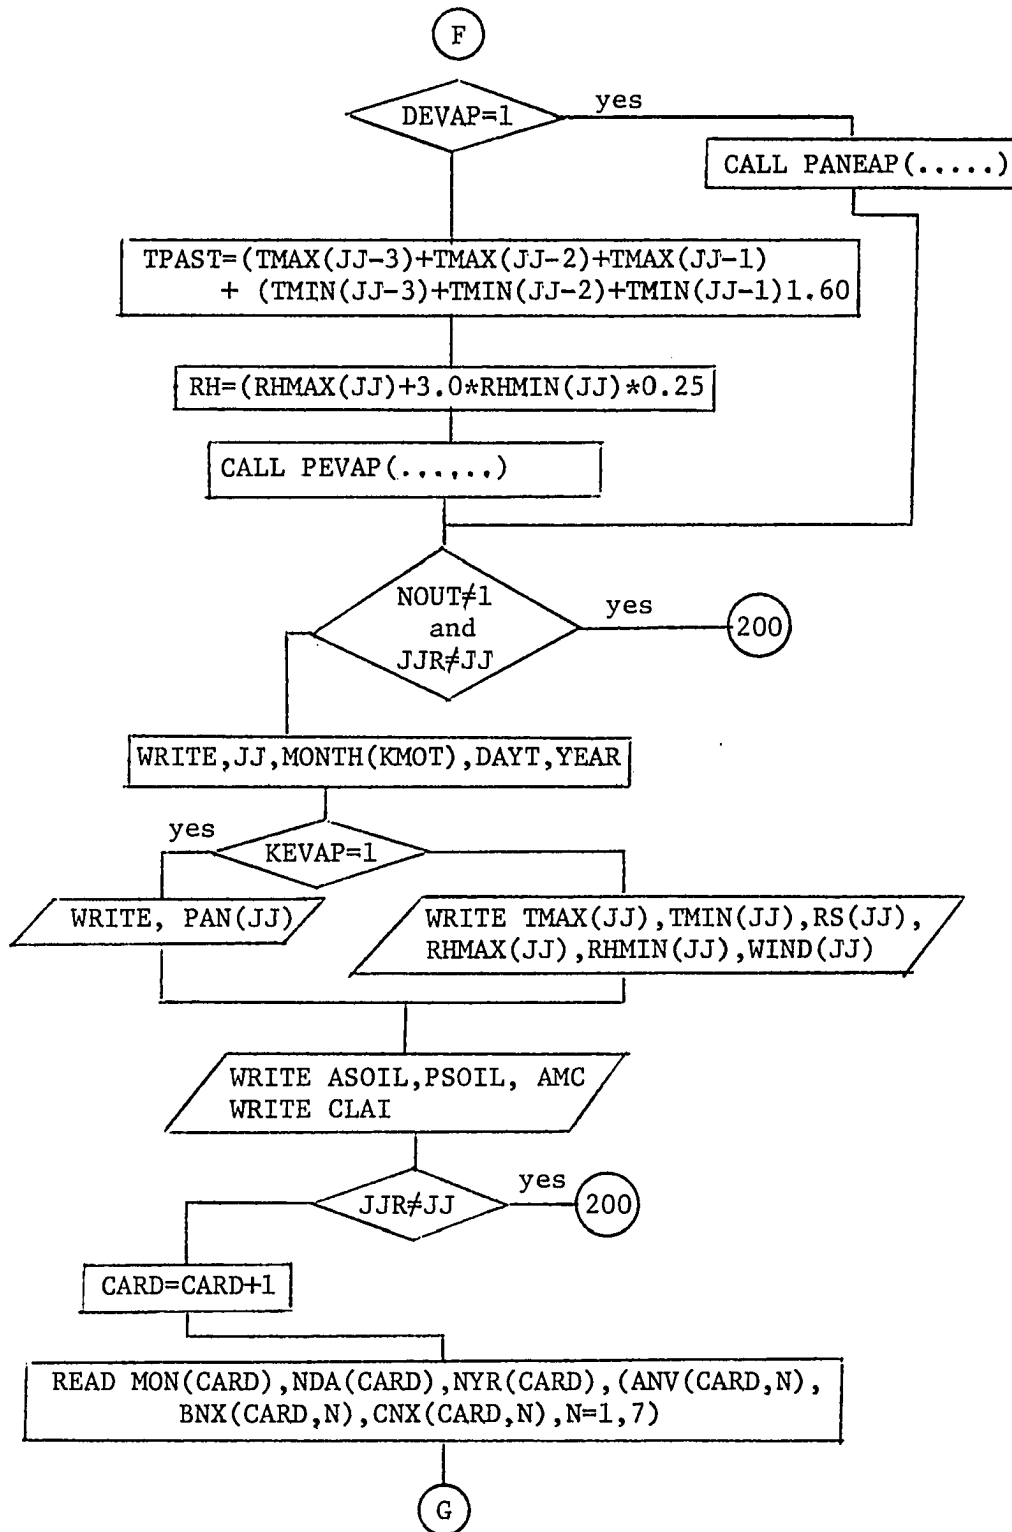 F
DEVAP=1
yes
CALL PANEAP(.....)
TPAST=(TMAX(JJ-3)+TMAX(JJ-2)+TMAX(JJ-1)
+ (TMIN(JJ-3)+TMIN(JJ-2)+TMIN(JJ-1)1.60
RH=(RHMAX(JJ)+3.0*RHMIN(JJ)*0.25
CALL PEVAP(......)
NOUT≠1
and
JJR≠JJ
yes
200
WRITE,JJ,MONTH(KMOT),DAYT,YEAR
yes
KEVAP=1
WRITE, PAN(JJ)
WRITE TMAX(JJ),TMIN(JJ),RS(JJ),
RHMAX(JJ),RHMIN(JJ),WIND(JJ)
WRITE ASOIL,PSOIL, AMC
WRITE CLAI
JJR≠JJ
yes
200
CARD=CARD+1
READ MON(CARD),NDA(CARD),NYR(CARD),(ANV(CARD,N),
BNX(CARD,N),CNX(CARD,N),N=1,7)
G